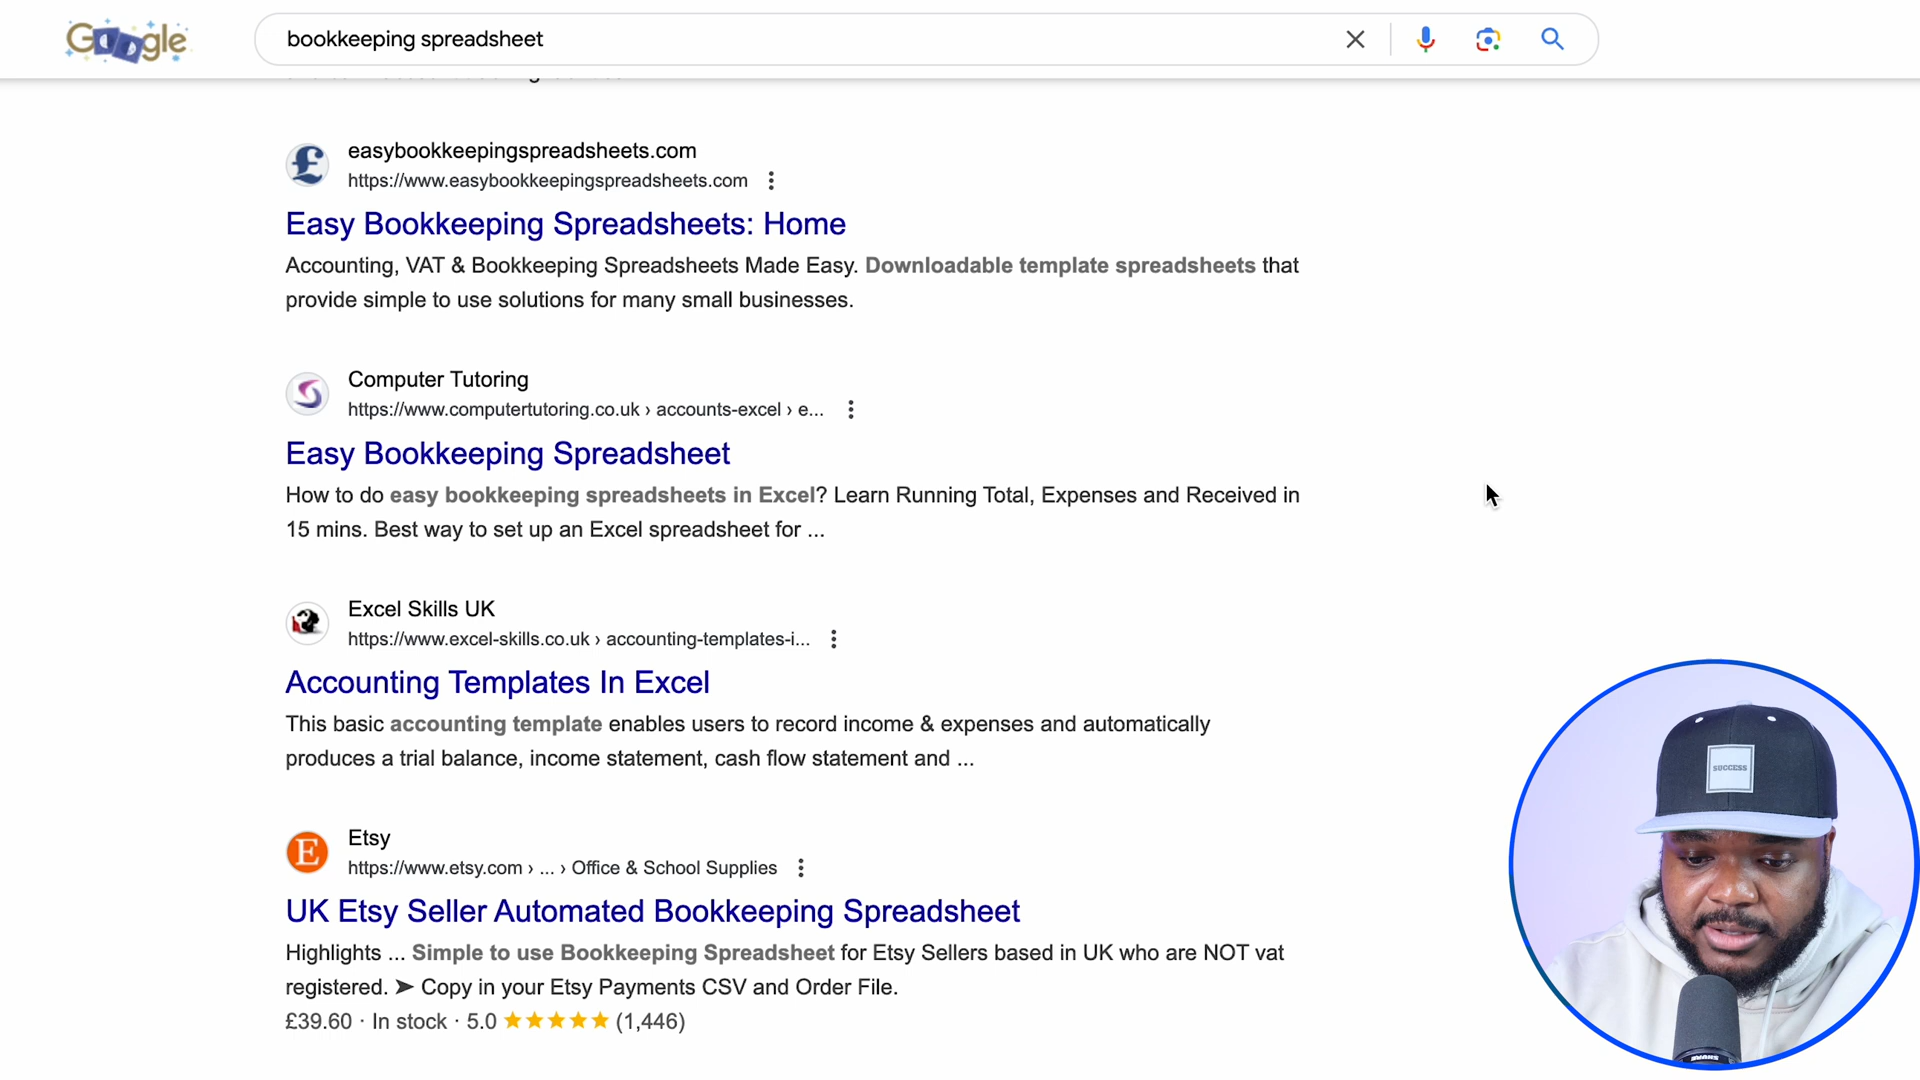 Google
bookkeeping spreadsheet
easybookkeepingspreadsheets.com
https://www.easybookkeepingspreadsheets.com
Easy Bookkeeping Spreadsheets: Home
Accounting, VAT & Bookkeeping Spreadsheets Made Easy. Downloadable template spreadsheets that
provide simple to use solutions for many small businesses.
Computer Tutoring
https://www.computertutoring.co.uk › accounts-excel › e...
Easy Bookkeeping Spreadsheet
How to do easy bookkeeping spreadsheets in Excel? Learn Running Total, Expenses and Received in
15 mins. Best way to set up an Excel spreadsheet for ...
Excel Skills UK
https://www.excel-skills.co.uk › accounting-templates-i...
Accounting Templates In Excel
This basic accounting template enables users to record income & expenses and automatically
produces a trial balance, income statement, cash flow statement and ...
E
Etsy
https://www.etsy.com › ... › Office & School Supplies
UK Etsy Seller Automated Bookkeeping Spreadsheet
Highlights ... Simple to use Bookkeeping Spreadsheet for Etsy Sellers based in UK who are NOT vat
registered. ➤ Copy in your Etsy Payments CSV and Order File.
£39.60 · In stock · 5.0 ★★★★★ (1,446)
SUCCESS